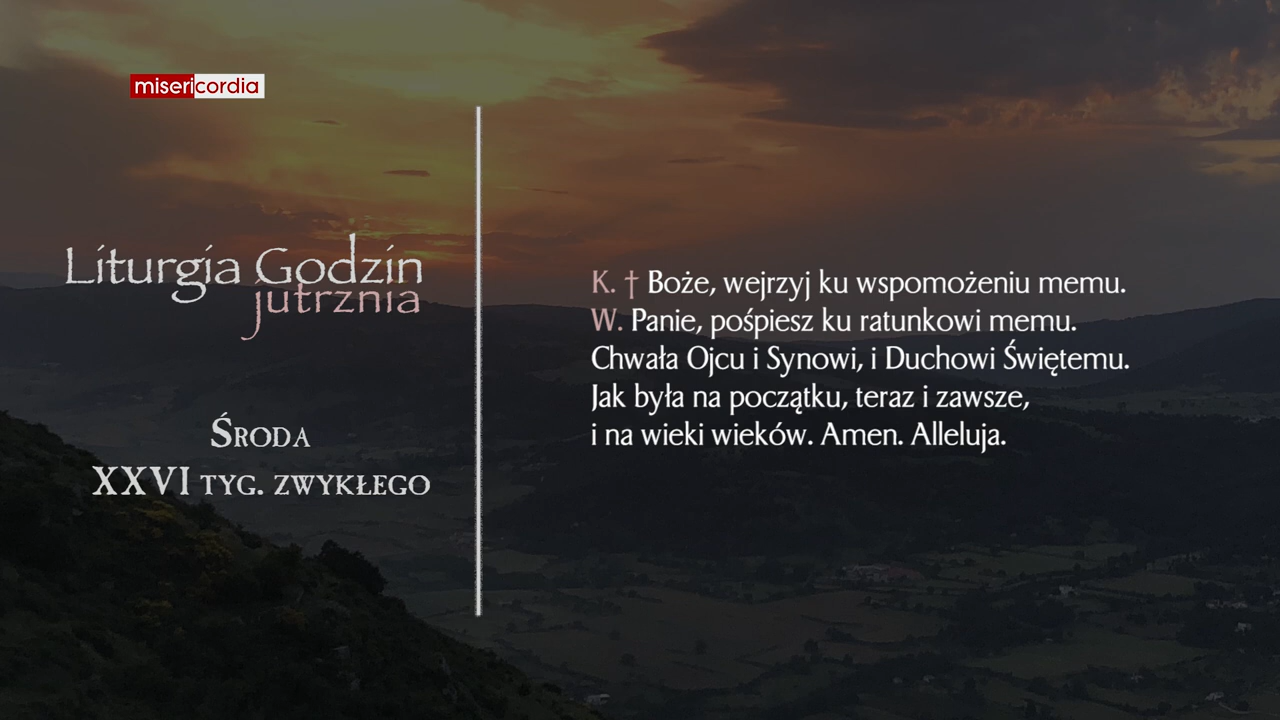 misericordia
Liturgia Godzin
jutrznia
Środa
XXVI tyg. zwykłego
K. † Boże, wejrzyj ku wspomożeniu memu.
W. Panie, pośpiesz ku ratunkowi memu.
Chwała Ojcu i Synowi, i Duchowi Świętemu.
Jak była na początku, teraz i zawsze,
i na wieki wieków. Amen. Alleluja.